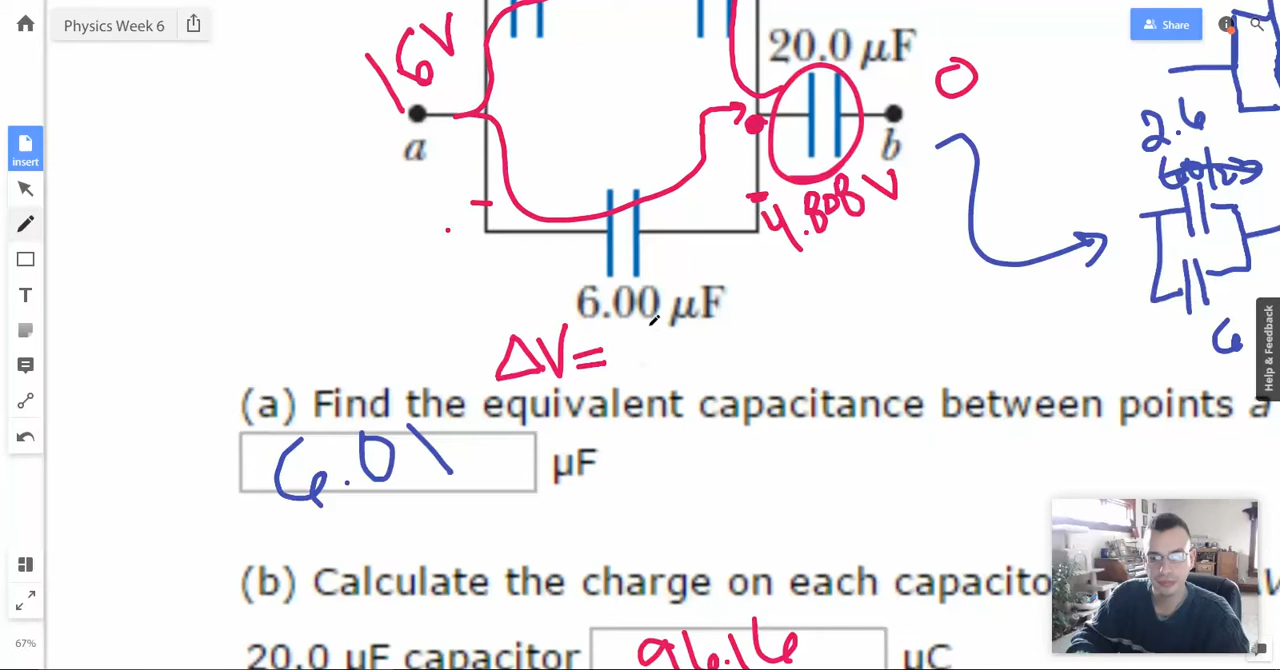 Physics Week 6
Share
16V
20.0 μF
0
a
b
2.6
4.808 V
insert
T
6.00 μF
6
ΔV=
Help & Feedback
(a) Find the equivalent capacitance between points a
6.01
μF
(b) Calculate the charge on each capacito
67%
20.0 μF capacitor
96.16
μC